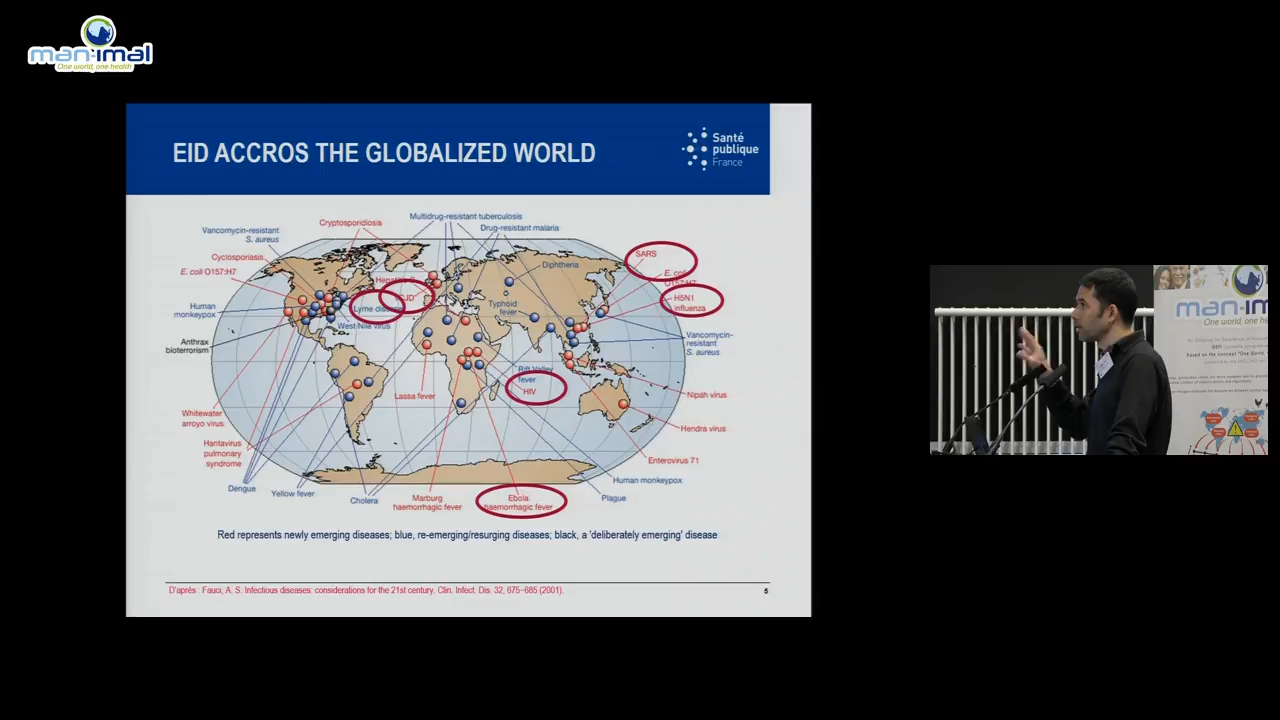 man-imal
One world, one health
EID ACCROS THE GLOBALIZED WORLD
Santé
publique
France
Cryptosporidiosis
Multidrug-resistant tuberculosis
Drug-resistant malaria
Vancomycin-resistant
S. aureus
Cyclosporiasis
E. coli O157:H7
Human
monkeypox
Anthrax
bioterrorism
Lyme disease
West Nile virus
Diphtheria
Typhoid
fever
SARS
E. coli
O157:H7
H5N1
influenza
Vancomycin-
resistant
S. aureus
Rift Valley
fever
HIV
Lassa fever
Nipah virus
Hendra virus
Enterovirus 71
Human monkeypox
Plague
Whitewater
arroyo virus
Hantavirus
pulmonary
syndrome
Dengue
Yellow fever
Cholera
Marburg
haemorrhagic fever
Ebola
haemorrhagic fever
Red represents newly emerging diseases; blue, re-emerging/resurging diseases; black, a 'deliberately emerging' disease
D'après : Fauci, A. S. Infectious diseases: considerations for the 21st century. Clin. Infect. Dis. 32, 675–685 (2001).
5
man-im
One world, one he